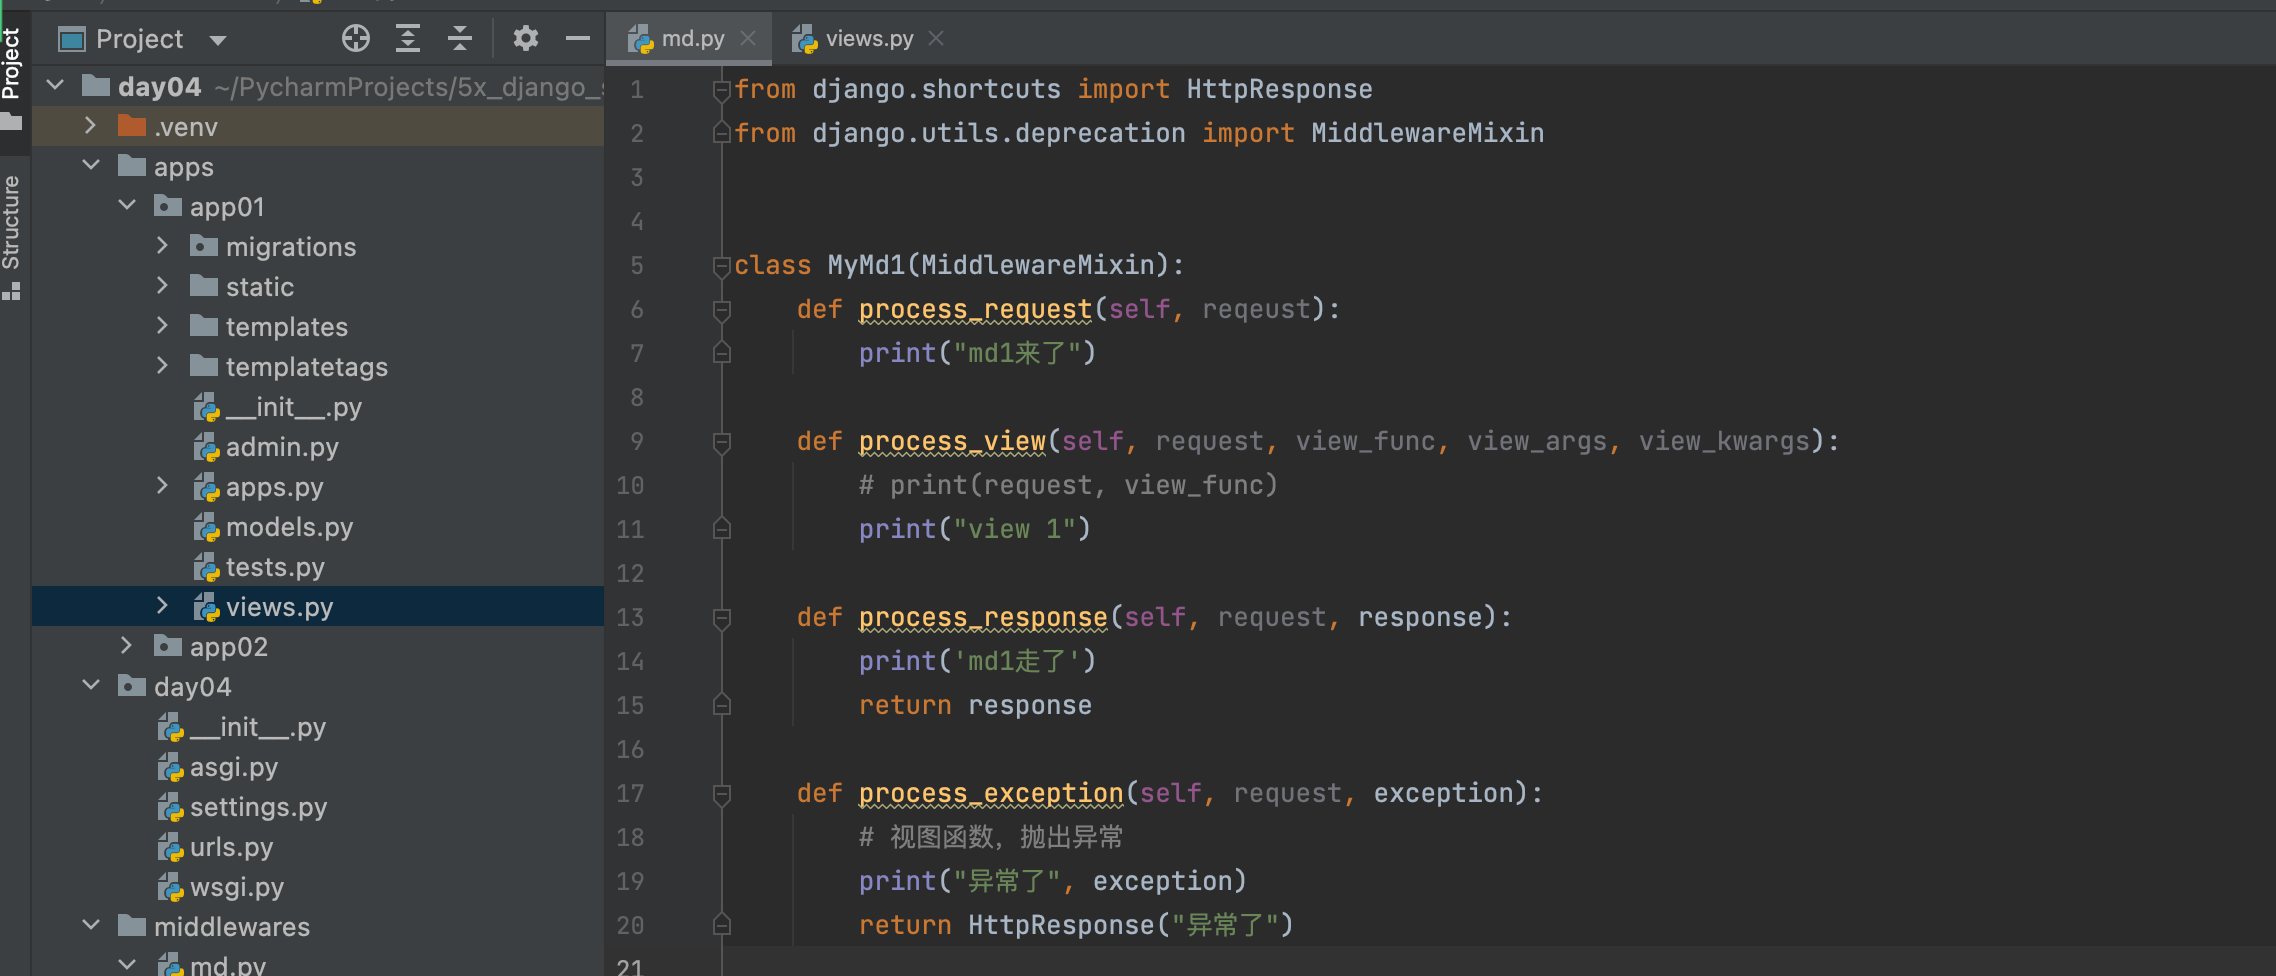 Project
Structure
Project
day04 ~/PycharmProjects/5x_django_s
.venv
apps
app01
migrations
static
templates
templatetags
__init__.py
admin.py
apps.py
models.py
tests.py
views.py
app02
day04
__init__.py
asgi.py
settings.py
urls.py
wsgi.py
middlewares
md.py
md.py
views.py
1 from django.shortcuts import HttpResponse
2 from django.utils.deprecation import MiddlewareMixin
3
4
5 class MyMd1(MiddlewareMixin):
6     def process_request(self, reqeust):
7         print("md1来了")
8
9     def process_view(self, request, view_func, view_args, view_kwargs):
10         # print(request, view_func)
11         print("view 1")
12
13     def process_response(self, request, response):
14         print('md1走了')
15         return response
16
17     def process_exception(self, request, exception):
18         # 视图函数，抛出异常
19         print("异常了", exception)
20         return HttpResponse("异常了")
21